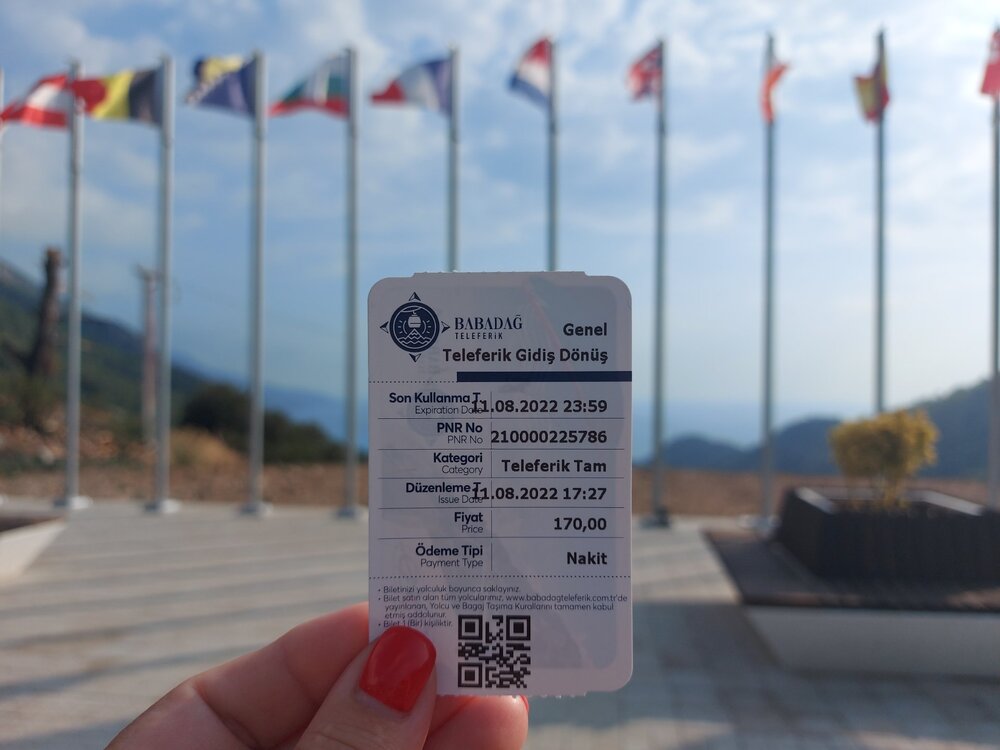 BABADAĞ
TELEFERİK
Genel
Teleferik Gidiş Dönüş
Son Kullanma T. 11.08.2022 23:59
Expiration Date
PNR No 210000225786
PNR No
Kategori Teleferik Tam
Category
Düzenleme T. 11.08.2022 17:27
Issue Date
Fiyat 170,00
Price
Ödeme Tipi Nakit
Payment Type
• Biletinizi yolculuk boyunca saklayınız.
• Bilet satın alan tüm yolcularımız, www.babadagteleferik.com.tr'de
yayınlanan, Yolcu ve Bagaj Taşıma Kurallarını tamamen kabul
etmiş addolunur.
• Bilet 1 (Bir) kişiliktir.